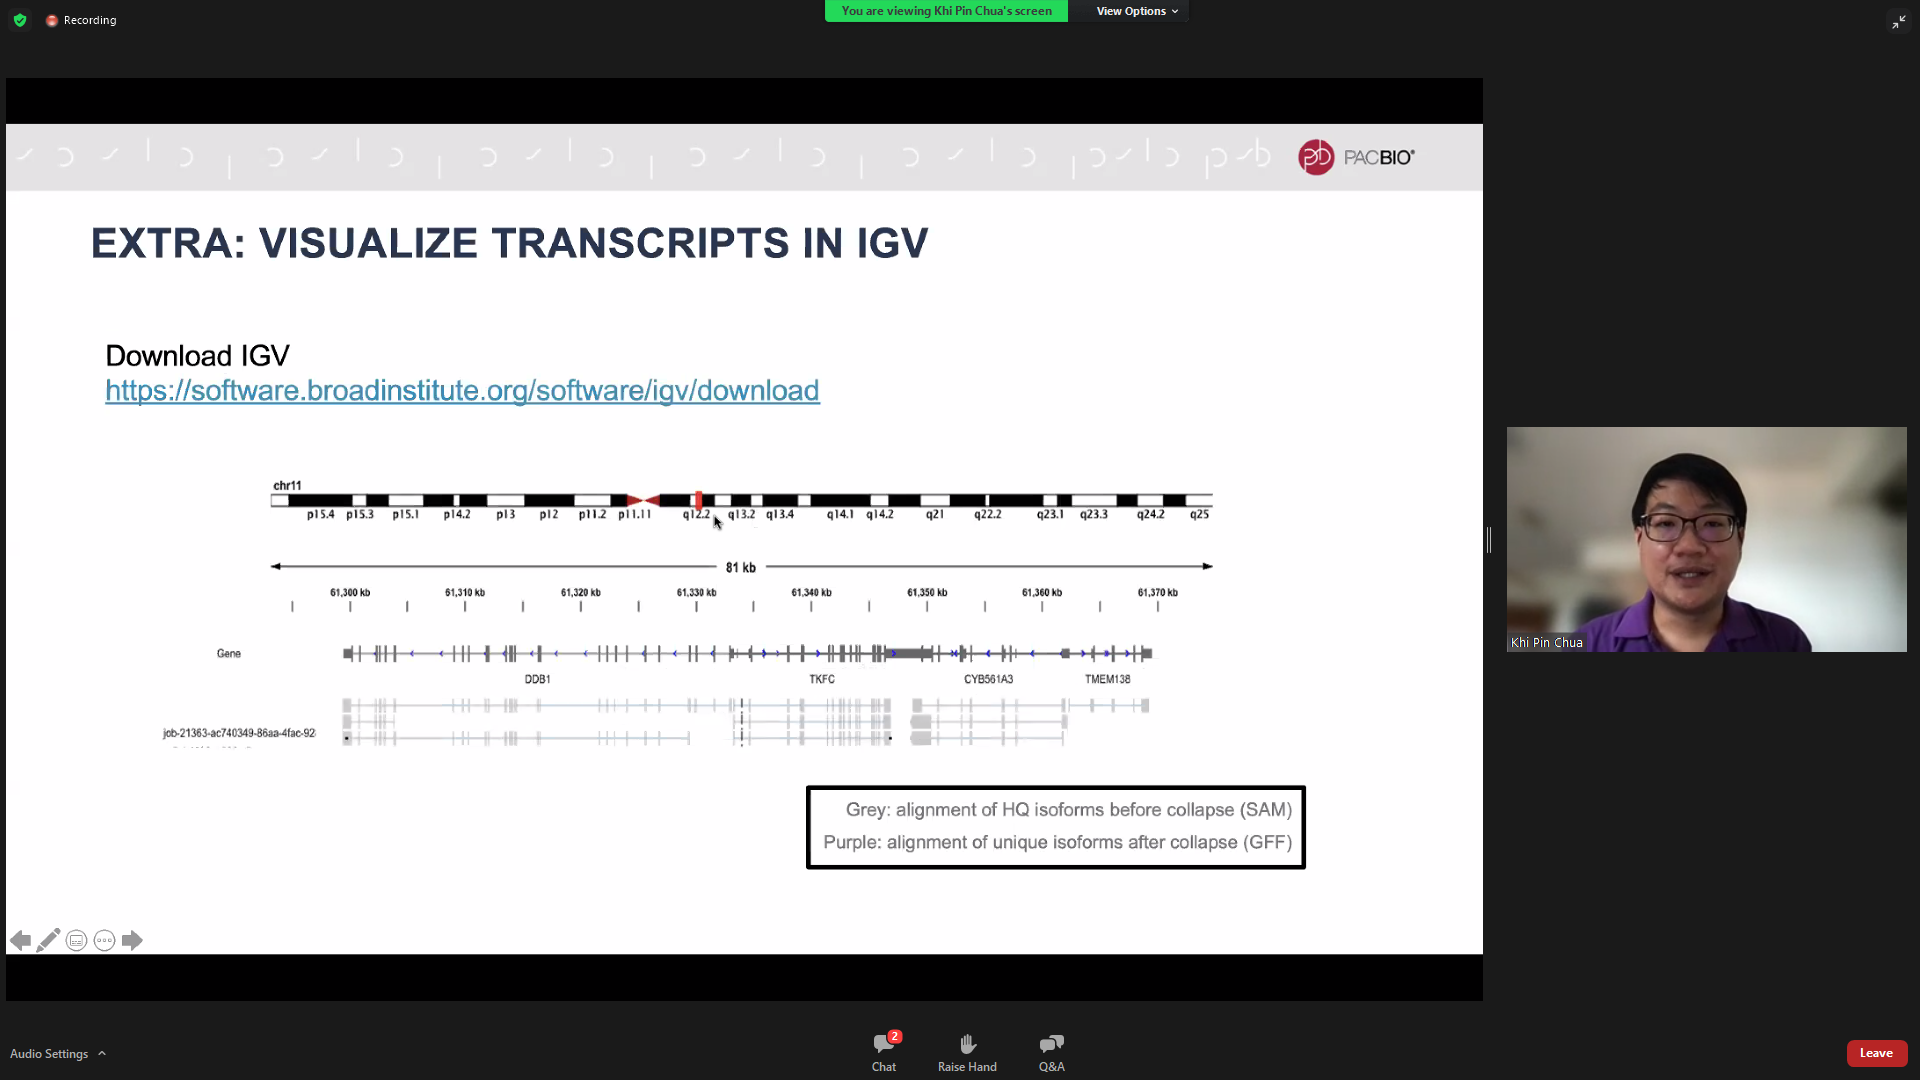 Recording
You are viewing Khi Pin Chua's screen
View Options
PACBIO®
EXTRA: VISUALIZE TRANSCRIPTS IN IGV
Download IGV
https://software.broadinstitute.org/software/igv/download
chr11
p15.4 p15.3 p15.1 p14.2 p13 p12 p11.2 p11.11 q12.2 q13.2 q13.4 q14.1 q14.2 q21 q22.2 q23.1 q23.3 q24.2 q25
81 kb
61,300 kb 61,310 kb 61,320 kb 61,330 kb 61,340 kb 61,350 kb 61,360 kb 61,370 kb
Gene
DDB1 TKFC CYB561A3 TMEM138
job-21363-ac740349-86aa-4fac-92
Grey: alignment of HQ isoforms before collapse (SAM)
Purple: alignment of unique isoforms after collapse (GFF)
Khi Pin Chua
Audio Settings
2
Chat
Raise Hand
Q&A
Leave